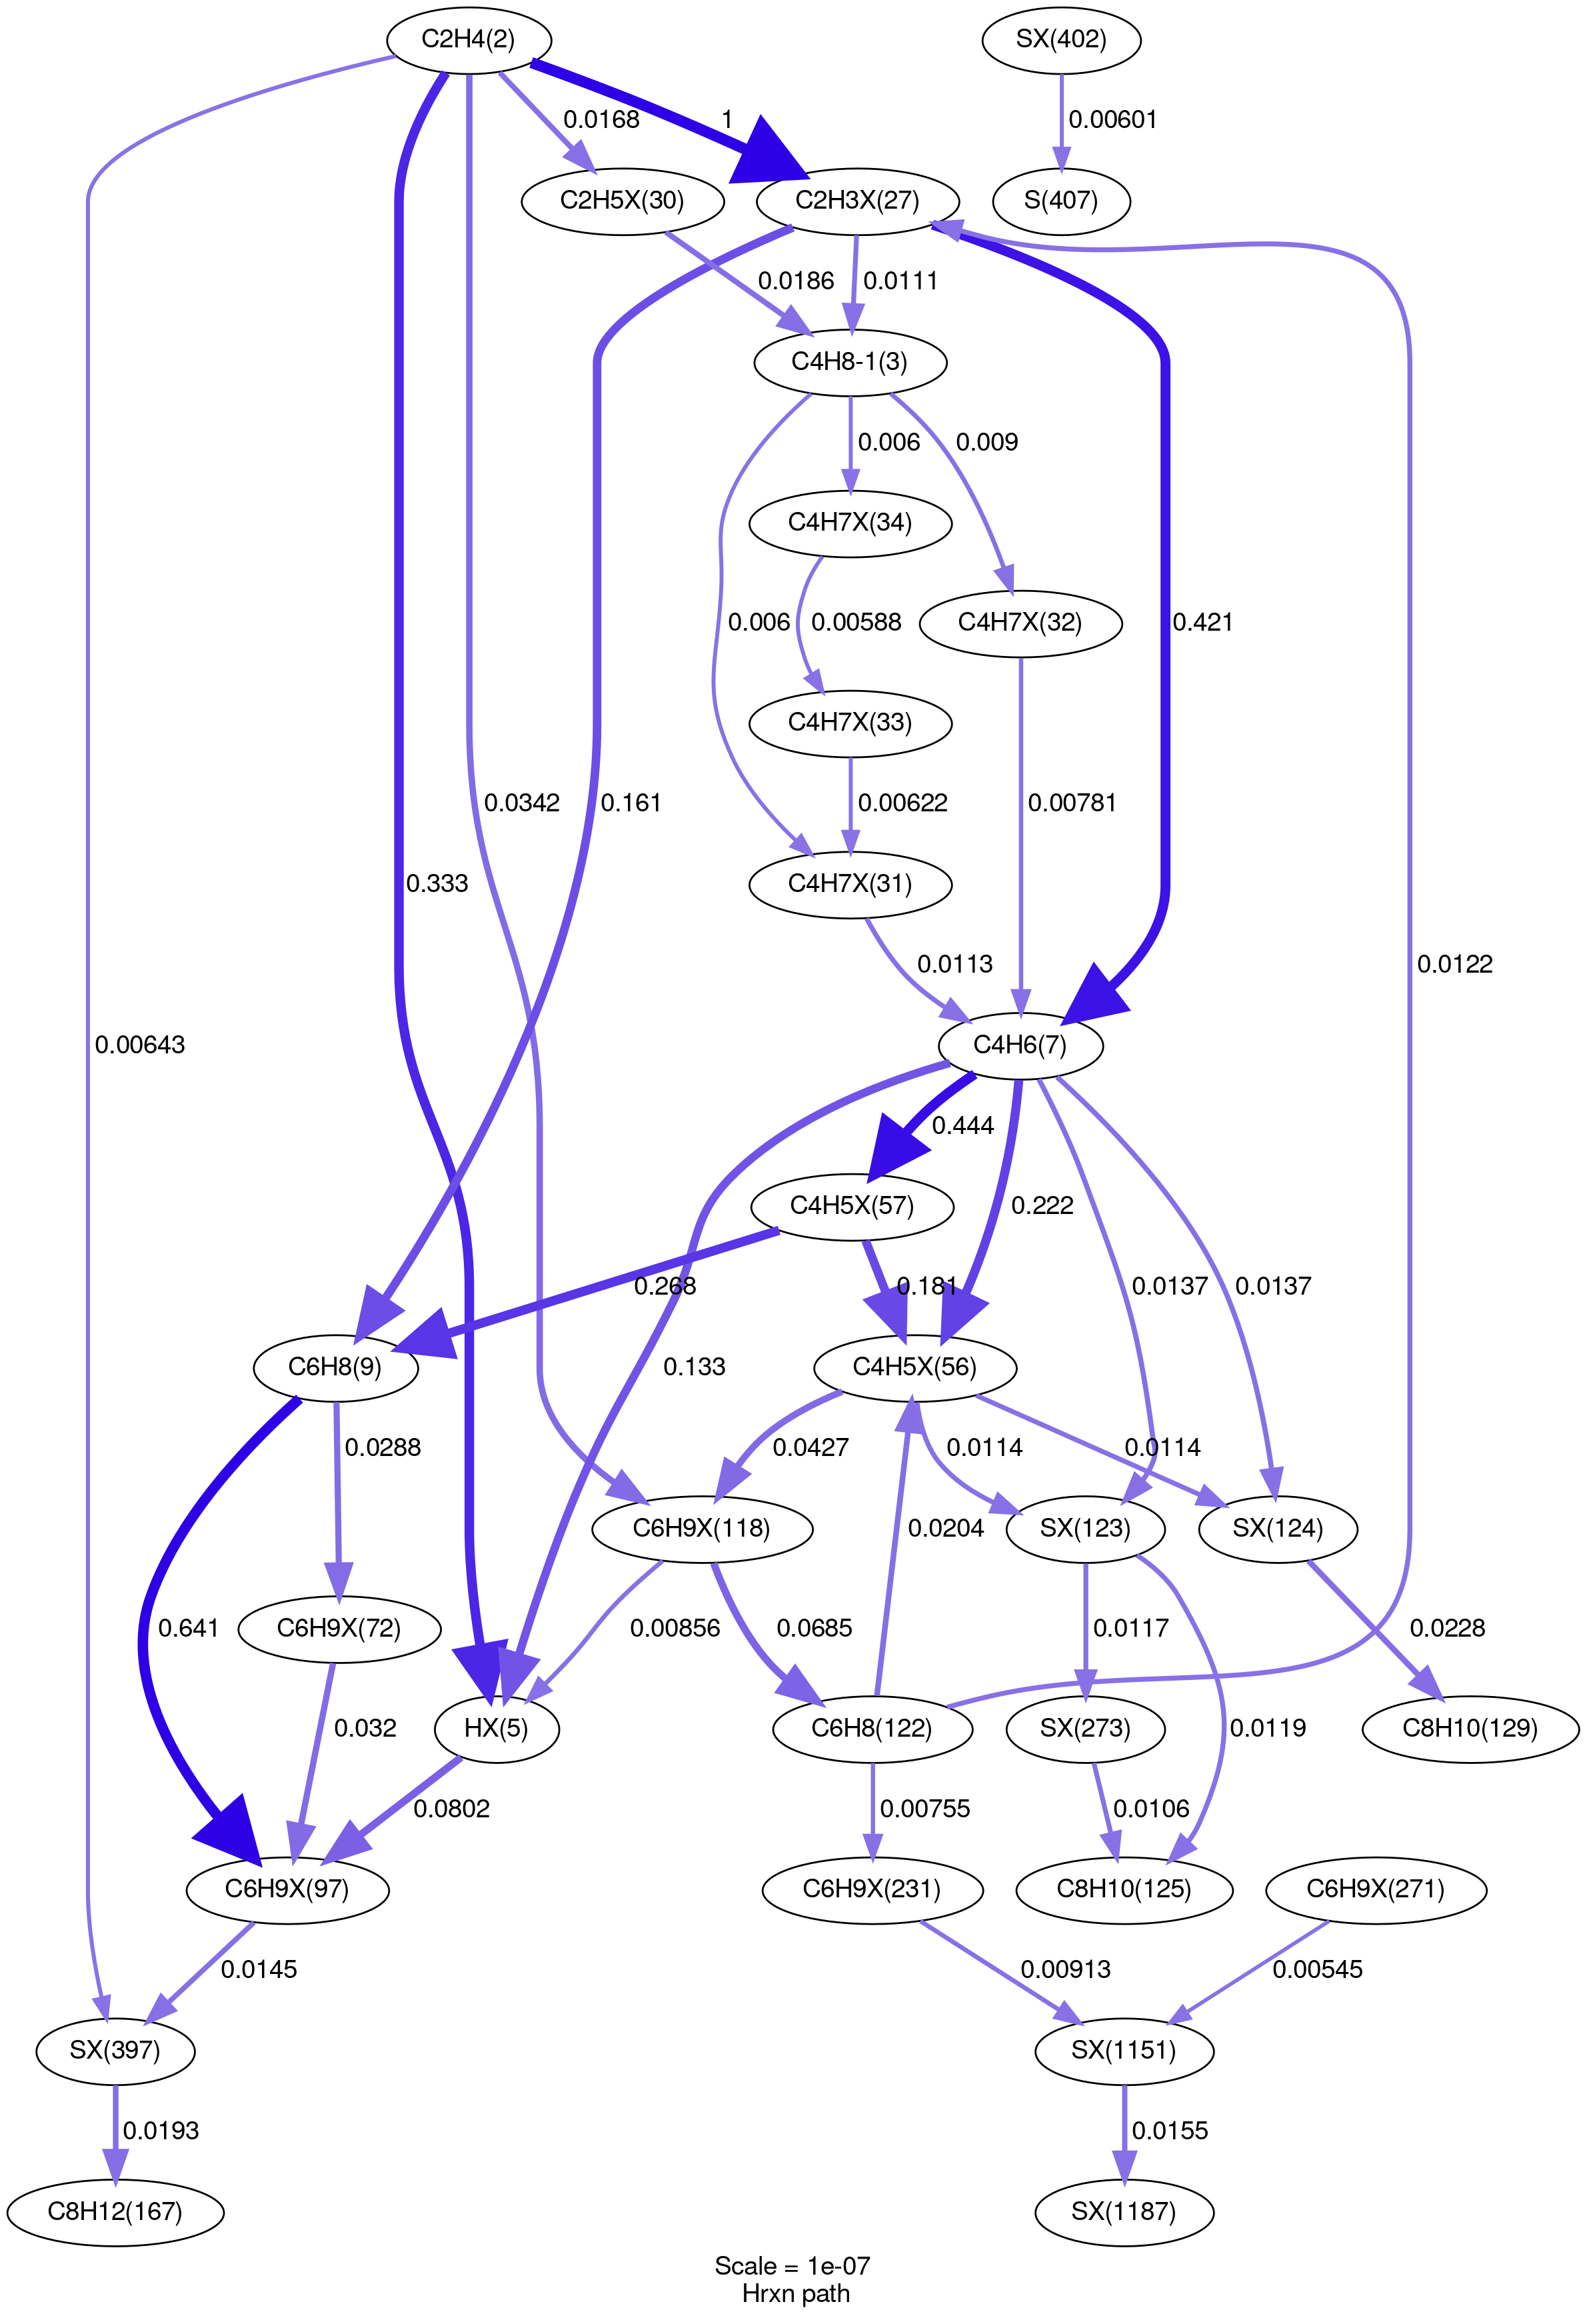 C2H4(2)
SX(402)
0.0168
1
0.00601
C2H5X(30)
C2H3X(27)
S(407)
0.0186
0.0111
C4H8-1(3)
0.006
0.009
C4H7X(34)
0.006
0.00588
C4H7X(32)
0.421
C4H7X(33)
0.0342
0.161
0.00622
0.00781
0.333
C4H7X(31)
0.0113
0.0122
0.00643
C4H6(7)
0.444
C4H5X(57)
0.222
0.268
0.181
0.0137
0.0137
C6H8(9)
0.133
C4H5X(56)
0.0288
0.0427
0.0114
0.0114
C6H9X(118)
SX(123)
SX(124)
0.0204
0.641
C6H9X(72)
0.00856
0.0685
0.0117
0.0228
0.032
HX(5)
C6H8(122)
SX(273)
0.0119
C8H10(129)
0.0802
0.00755
0.0106
C6H9X(97)
C6H9X(231)
C8H10(125)
C6H9X(271)
0.0145
0.00913
0.00545
SX(397)
SX(1151)
0.0193
0.0155
C8H12(167)
SX(1187)
Scale = 1e-07
Hrxn path